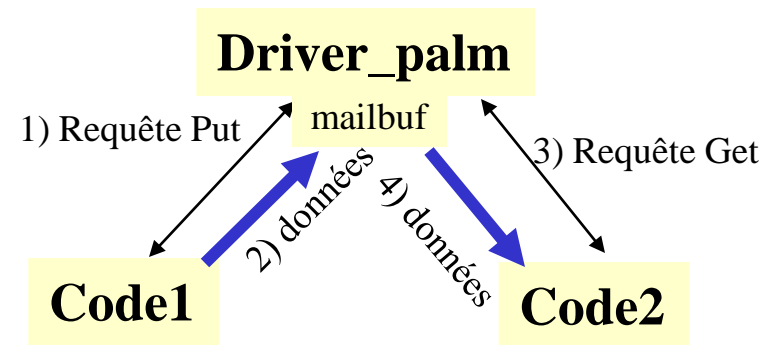 Driver_palm
mailbuf
1) Requête Put
3) Requête Get
2) données
4) données
Code1
Code2